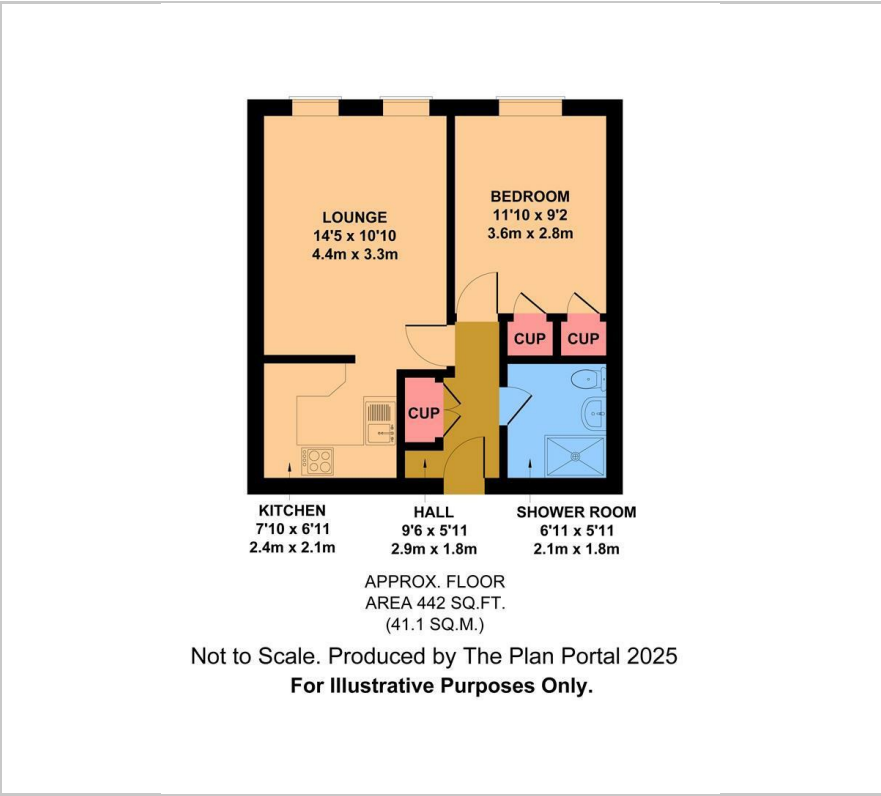 LOUNGE
14'5 x 10'10
4.4m x 3.3m
BEDROOM
11'10 x 9'2
3.6m x 2.8m
CUP
CUP
CUP
KITCHEN
7'10 x 6'11
2.4m x 2.1m
HALL
9'6 x 5'11
2.9m x 1.8m
SHOWER ROOM
6'11 x 5'11
2.1m x 1.8m
APPROX. FLOOR
AREA 442 SQ.FT.
(41.1 SQ.M.)
Not to Scale. Produced by The Plan Portal 2025
For Illustrative Purposes Only.